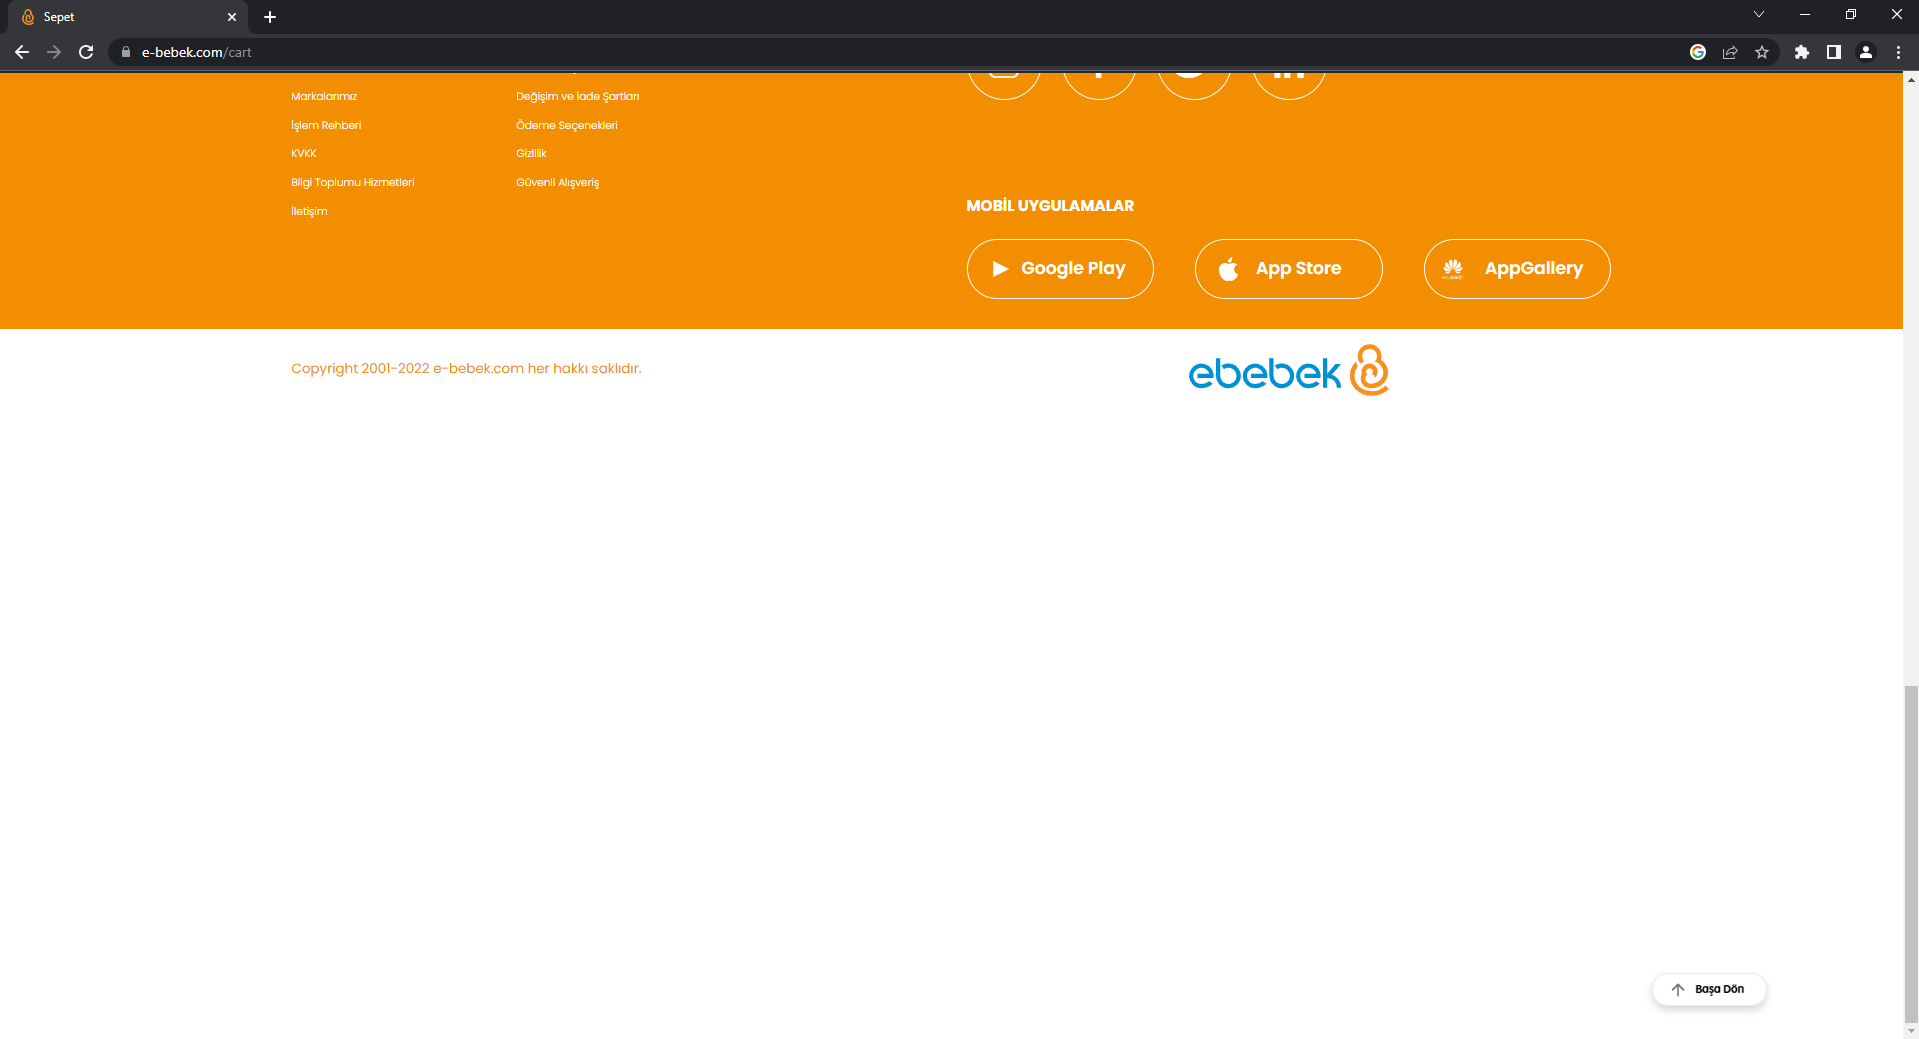 Sepet
e-bebek.com/cart
Markalarımız
İşlem Rehberi
KVKK
Bilgi Toplumu Hizmetleri
İletişim
Değişim ve İade Şartları
Ödeme Seçenekleri
Gizlilik
Güvenli Alışveriş
MOBİL UYGULAMALAR
Google Play
App Store
HUAWEI
AppGallery
Copyright 2001-2022 e-bebek.com her hakkı saklıdır.
ebebek
Başa Dön